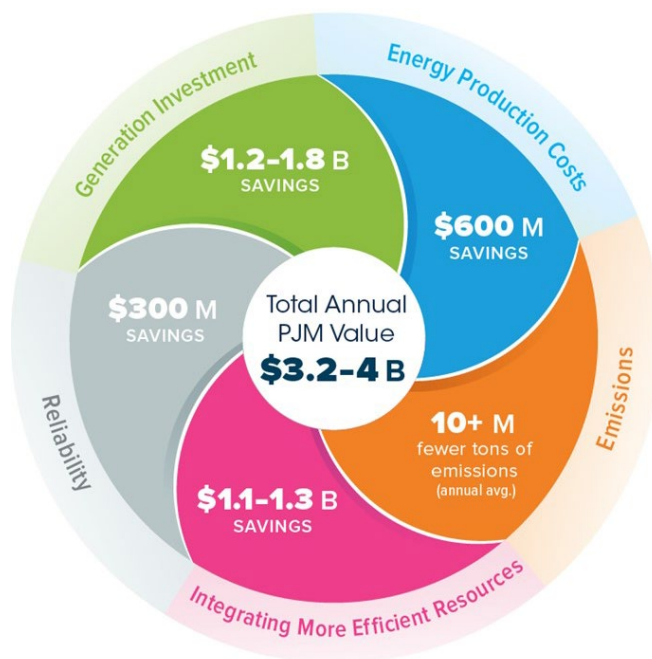 Generation Investment
$1.2–1.8 B
SAVINGS
Energy Production Costs
$600 M
SAVINGS
Emissions
10+ M
fewer tons of
emissions
(annual avg.)
Integrating More Efficient Resources
$1.1–1.3 B
SAVINGS
Reliability
$300 M
SAVINGS
Total Annual
PJM Value
$3.2–4 B